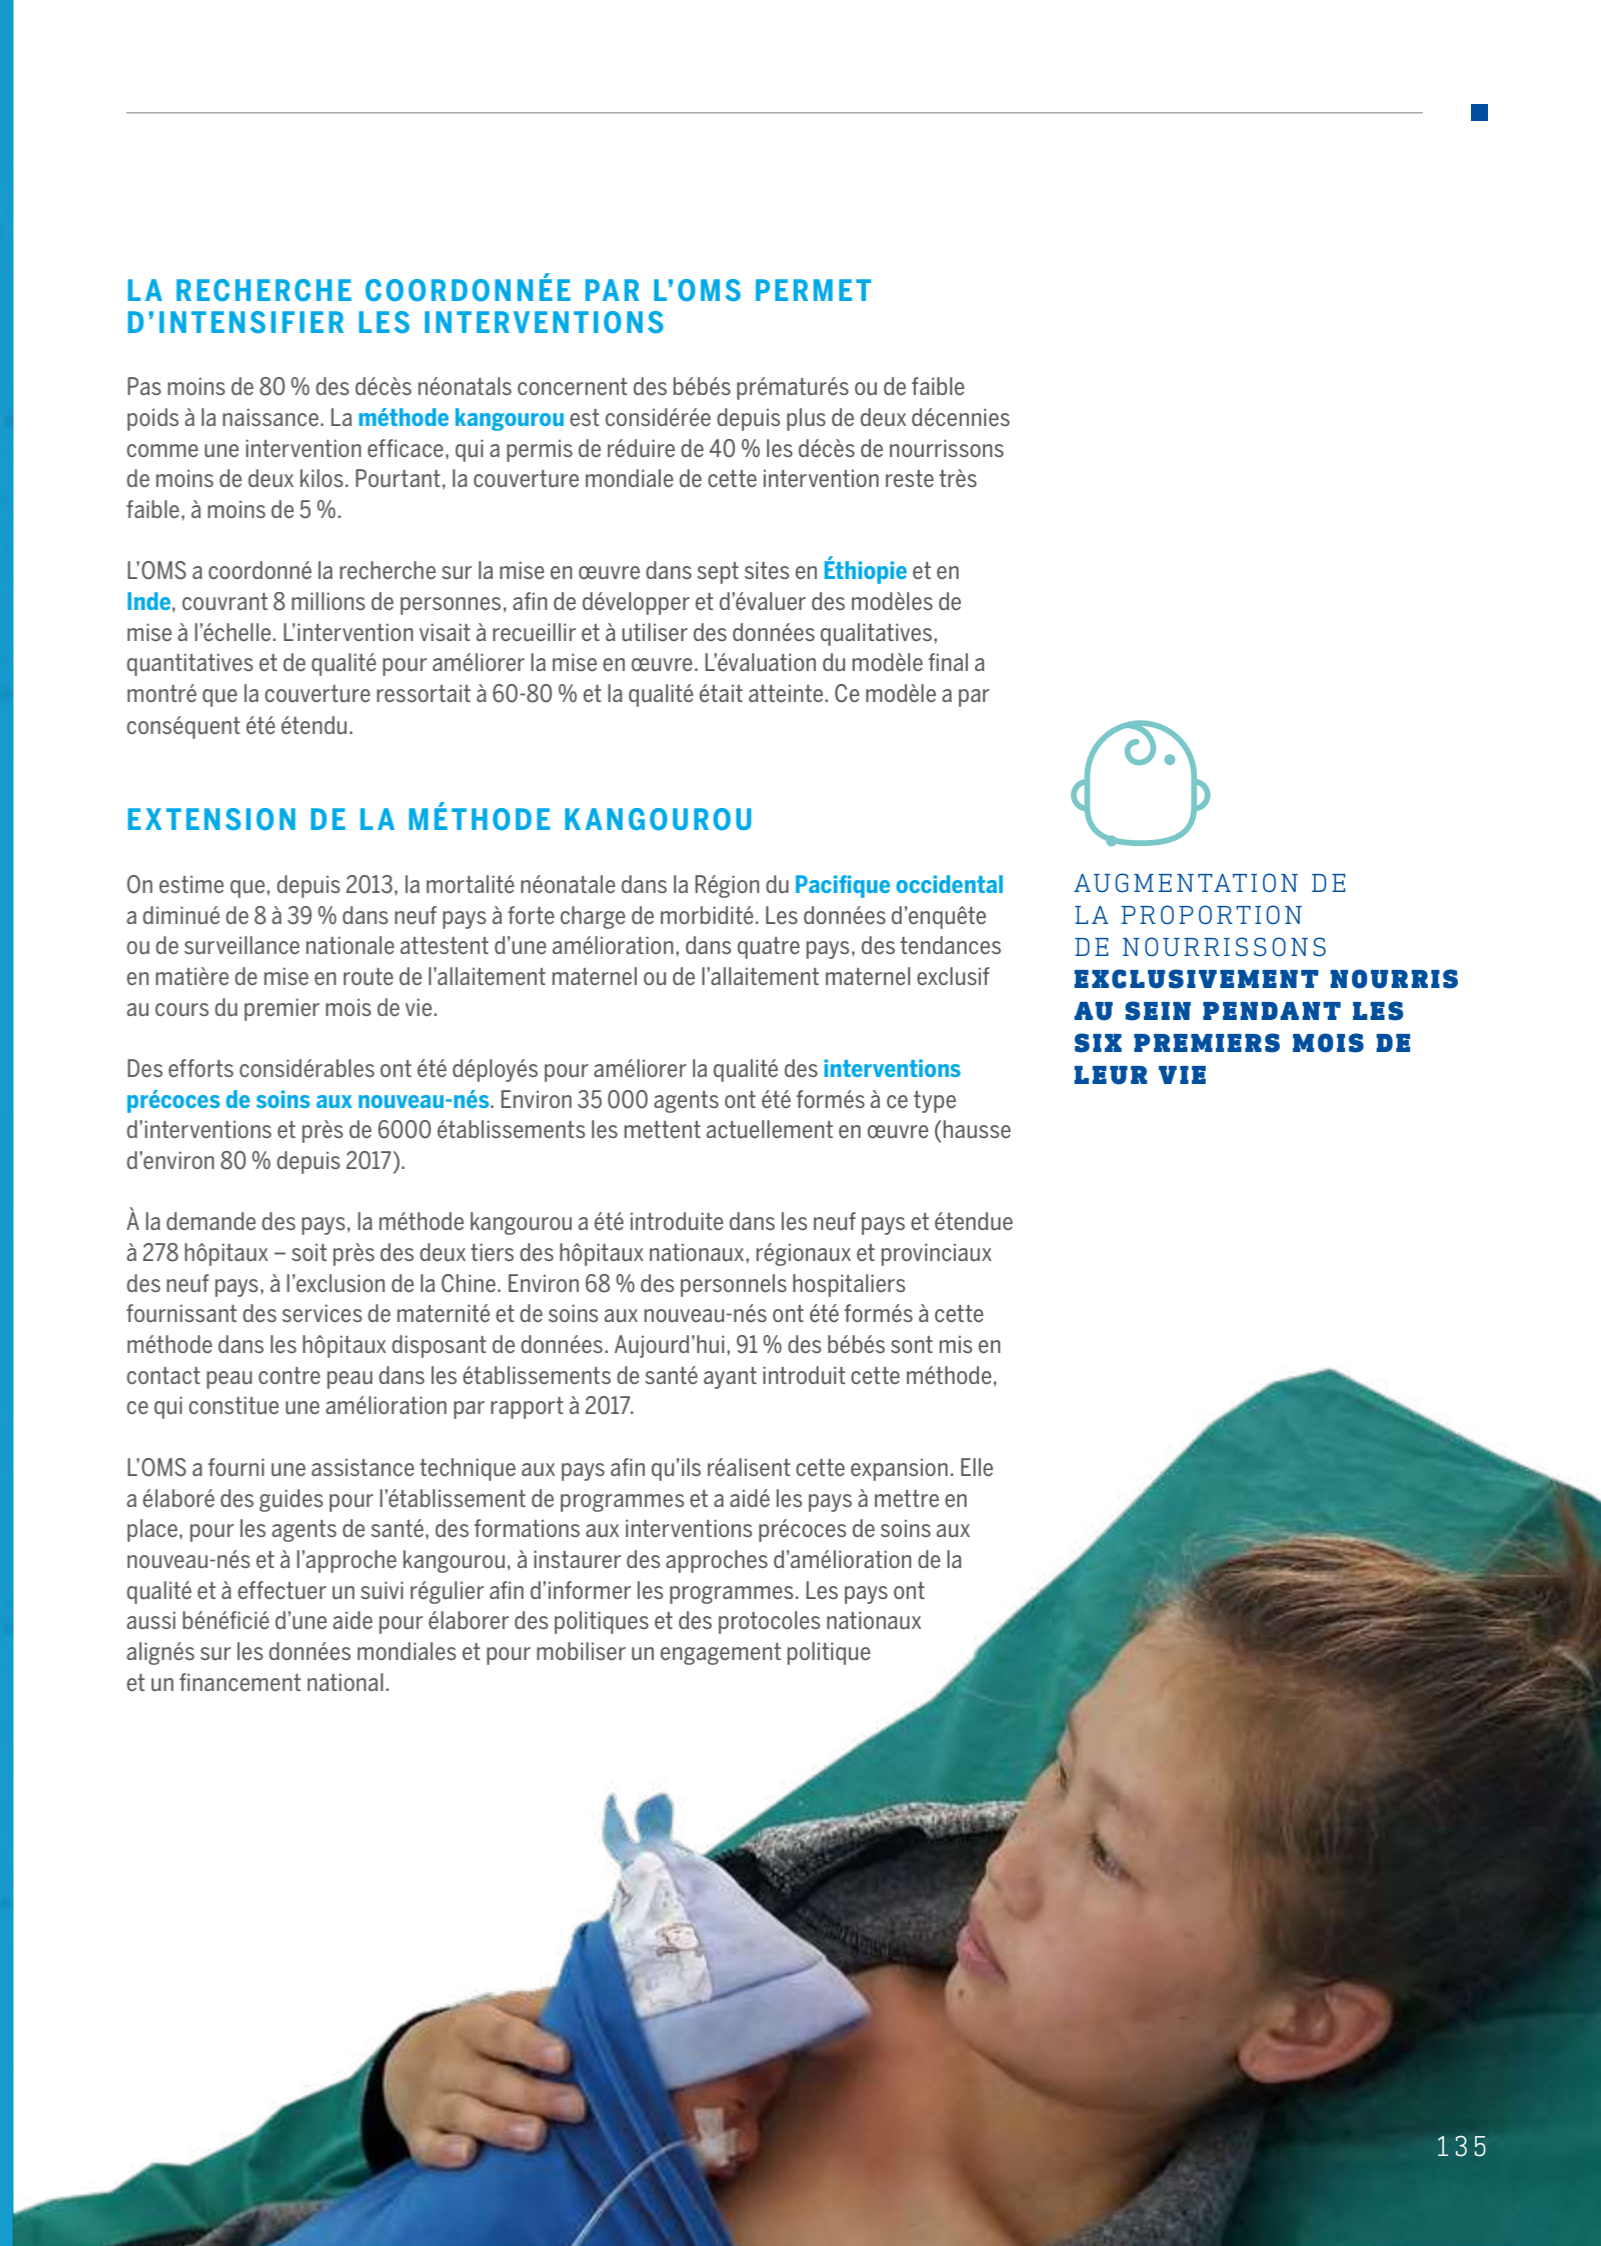 LA RECHERCHE COORDONNÉE PAR L’OMS PERMET
D’INTENSIFIER LES INTERVENTIONS
Pas moins de 80 % des décès néonatals concernent des bébés prématurés ou de faible
poids à la naissance. La méthode kangourou est considérée depuis plus de deux décennies
comme une intervention efficace, qui a permis de réduire de 40 % les décès de nourrissons
de moins de deux kilos. Pourtant, la couverture mondiale de cette intervention reste très
faible, à moins de 5 %.
L’OMS a coordonné la recherche sur la mise en œuvre dans sept sites en Éthiopie et en
Inde, couvrant 8 millions de personnes, afin de développer et d’évaluer des modèles de
mise à l’échelle. L’intervention visait à recueillir et à utiliser des données qualitatives,
quantitatives et de qualité pour améliorer la mise en œuvre. L’évaluation du modèle final a
montré que la couverture ressortait à 60-80 % et la qualité était atteinte. Ce modèle a par
conséquent été étendu.
EXTENSION DE LA MÉTHODE KANGOUROU
On estime que, depuis 2013, la mortalité néonatale dans la Région du Pacifique occidental
a diminué de 8 à 39 % dans neuf pays à forte charge de morbidité. Les données d’enquête
ou de surveillance nationale attestent d’une amélioration, dans quatre pays, des tendances
en matière de mise en route de l’allaitement maternel ou de l’allaitement maternel exclusif
au cours du premier mois de vie.
Des efforts considérables ont été déployés pour améliorer la qualité des interventions
précoces de soins aux nouveau-nés. Environ 35 000 agents ont été formés à ce type
d’interventions et près de 6000 établissements les mettent actuellement en œuvre (hausse
d’environ 80 % depuis 2017).
À la demande des pays, la méthode kangourou a été introduite dans les neuf pays et étendue
à 278 hôpitaux – soit près des deux tiers des hôpitaux nationaux, régionaux et provinciaux
des neuf pays, à l’exclusion de la Chine. Environ 68 % des personnels hospitaliers
fournissant des services de maternité et de soins aux nouveau-nés ont été formés à cette
méthode dans les hôpitaux disposant de données. Aujourd’hui, 91 % des bébés sont mis en
contact peau contre peau dans les établissements de santé ayant introduit cette méthode,
ce qui constitue une amélioration par rapport à 2017.
L’OMS a fourni une assistance technique aux pays afin qu’ils réalisent cette expansion. Elle
a élaboré des guides pour l’établissement de programmes et a aidé les pays à mettre en
place, pour les agents de santé, des formations aux interventions précoces de soins aux
nouveau-nés et à l’approche kangourou, à instaurer des approches d’amélioration de la
qualité et à effectuer un suivi régulier afin d’informer les programmes. Les pays ont
aussi bénéficié d’une aide pour élaborer des politiques et des protocoles nationaux
alignés sur les données mondiales et pour mobiliser un engagement politique
et un financement national.
AUGMENTATION DE
LA PROPORTION
DE NOURRISSONS
EXCLUSIVEMENT NOURRIS
AU SEIN PENDANT LES
SIX PREMIERS MOIS DE
LEUR VIE
135